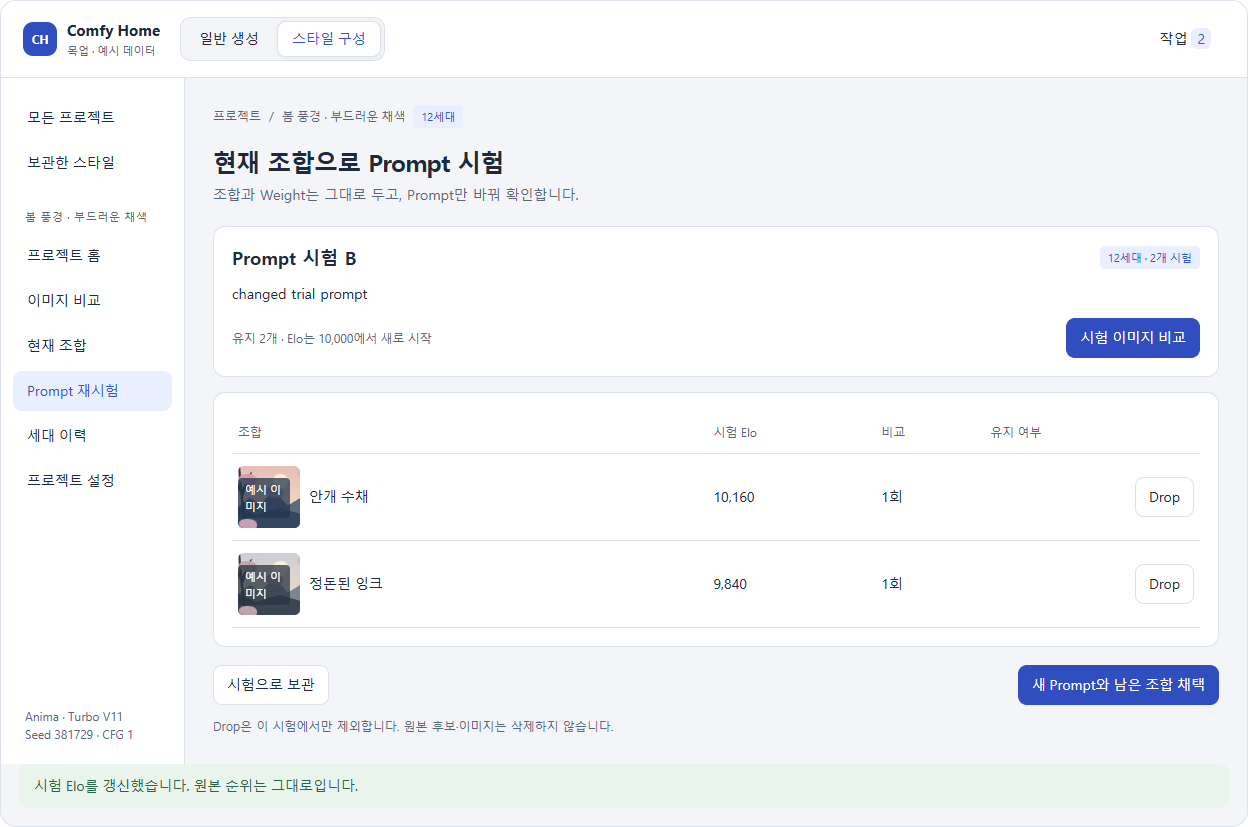 CH
Comfy Home
목업 · 예시 데이터
일반 생성
스타일 구성
작업 2
모든 프로젝트
보관한 스타일
봄 풍경 · 부드러운 채색
프로젝트 홈
이미지 비교
현재 조합
Prompt 재시험
세대 이력
프로젝트 설정
Anima · Turbo V11
Seed 381729 · CFG 1
프로젝트 / 봄 풍경 · 부드러운 채색 12세대
현재 조합으로 Prompt 시험
조합과 Weight는 그대로 두고, Prompt만 바꿔 확인합니다.
Prompt 시험 B
12세대 · 2개 시험
changed trial prompt
유지 2개 · Elo는 10,000에서 새로 시작
시험 이미지 비교
조합 시험 Elo 비교 유지 여부
예시 이
미지
안개 수채 10,160 1회 Drop
예시 이
미지
정돈된 잉크 9,840 1회 Drop
시험으로 보관
새 Prompt와 남은 조합 채택
Drop은 이 시험에서만 제외합니다. 원본 후보·이미지는 삭제하지 않습니다.
시험 Elo를 갱신했습니다. 원본 순위는 그대로입니다.